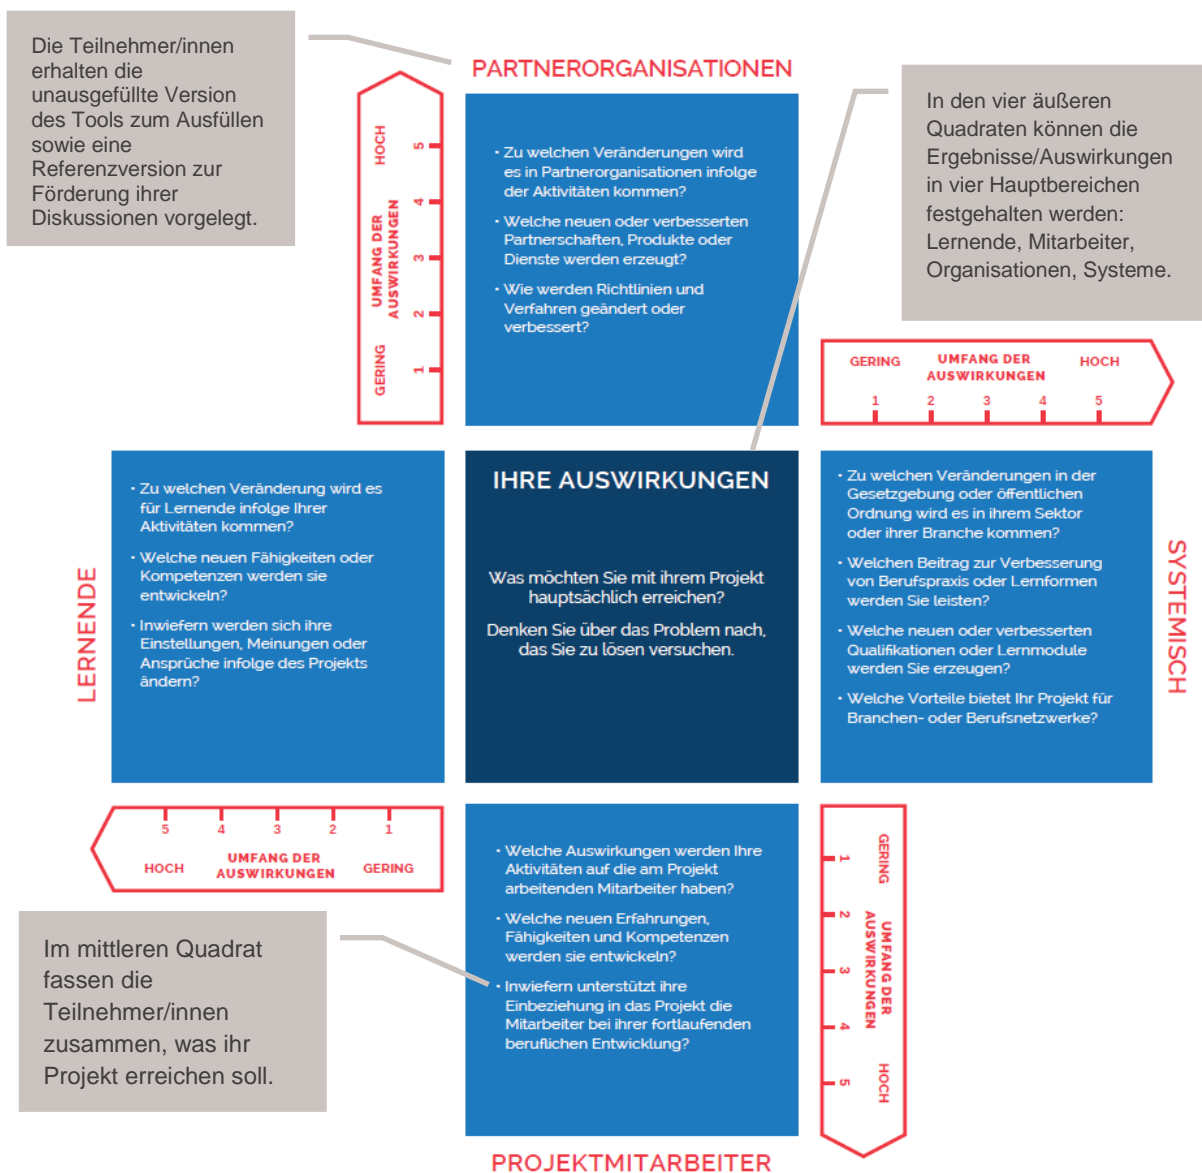 Die Teilnehmer/innen
erhalten die
unausgefüllte Version
des Tools zum Ausfüllen
sowie eine
Referenzversion zur
Förderung ihrer
Diskussionen vorgelegt.
PARTNERORGANISATIONEN
In den vier äußeren
Quadraten können die
Ergebnisse/Auswirkungen
in vier Hauptbereichen
festgehalten werden:
Lernende, Mitarbeiter,
Organisationen, Systeme.
HOCH
UMFANG DER
AUSWIRKUNGEN
GERING
5
4
3
2
1
• Zu welchen Veränderungen wird
es in Partnerorganisationen infolge
der Aktivitäten kommen?
• Welche neuen oder verbesserten
Partnerschaften, Produkte oder
Dienste werden erzeugt?
• Wie werden Richtlinien und
Verfahren geändert oder
verbessert?
GERING UMFANG DER HOCH
AUSWIRKUNGEN
1 2 3 4 5
LERNENDE
• Zu welchen Veränderung wird es
für Lernende infolge Ihrer
Aktivitäten kommen?
• Welche neuen Fähigkeiten oder
Kompetenzen werden sie
entwickeln?
• Inwiefern werden sich ihre
Einstellungen, Meinungen oder
Ansprüche infolge des Projekts
ändern?
IHRE AUSWIRKUNGEN
Was möchten Sie mit ihrem Projekt
hauptsächlich erreichen?
Denken Sie über das Problem nach,
das Sie zu lösen versuchen.
• Zu welchen Veränderungen in der
Gesetzgebung oder öffentlichen
Ordnung wird es in ihrem Sektor
oder ihrer Branche kommen?
• Welchen Beitrag zur Verbesserung
von Berufspraxis oder Lernformen
werden Sie leisten?
• Welche neuen oder verbesserten
Qualifikationen oder Lernmodule
werden Sie erzeugen?
• Welche Vorteile bietet Ihr Projekt für
Branchen- oder Berufsnetzwerke?
SYSTEMISCH
5 4 3 2 1
HOCH UMFANG DER GERING
AUSWIRKUNGEN
• Welche Auswirkungen werden Ihre
Aktivitäten auf die am Projekt
arbeitenden Mitarbeiter haben?
• Welche neuen Erfahrungen,
Fähigkeiten und Kompetenzen
werden sie entwickeln?
• Inwiefern unterstützt ihre
Einbeziehung in das Projekt die
Mitarbeiter bei ihrer fortlaufenden
beruflichen Entwicklung?
1
2
3
4
5
GERING
UMFANG DER
AUSWIRKUNGEN
HOCH
Im mittleren Quadrat
fassen die
Teilnehmer/innen
zusammen, was ihr
Projekt erreichen soll.
PROJEKTMITARBEITER